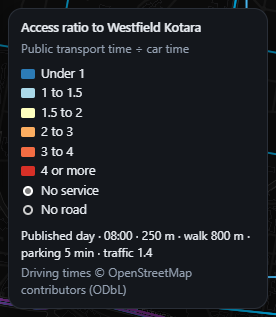 Access ratio to Westfield Kotara
Public transport time ÷ car time
Under 1
1 to 1.5
1.5 to 2
2 to 3
3 to 4
4 or more
No service
No road
Published day · 08:00 · 250 m · walk 800 m ·
parking 5 min · traffic 1.4
Driving times © OpenStreetMap
contributors (ODbL)